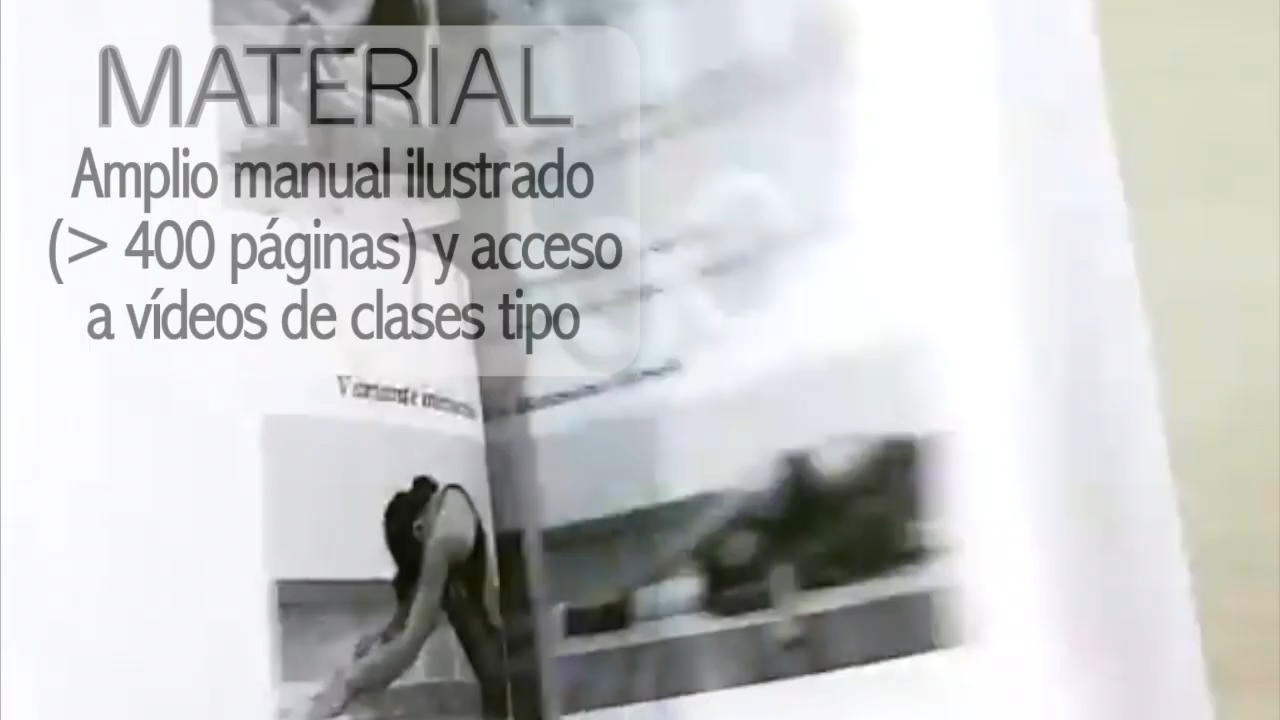 MATERIAL
Amplio manual ilustrado
(> 400 páginas) y acceso
a vídeos de clases tipo